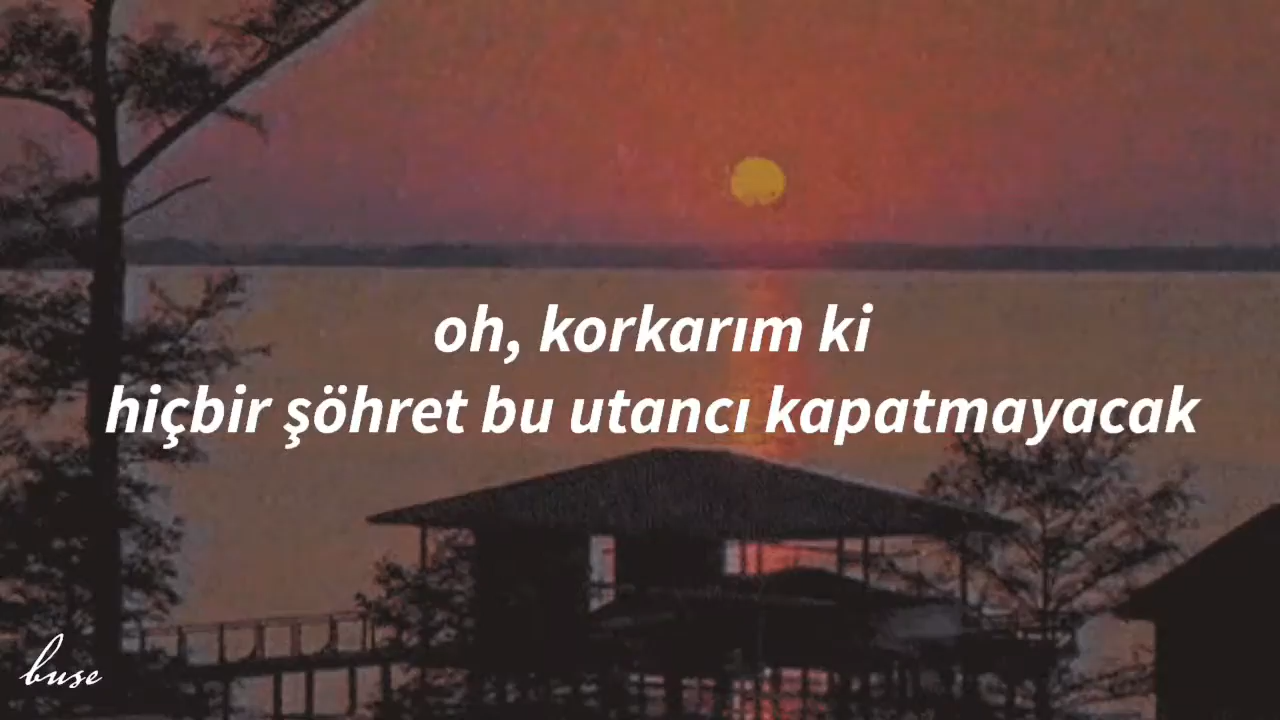 oh, korkarım ki
hiçbir şöhret bu utancı kapatmayacak
buse